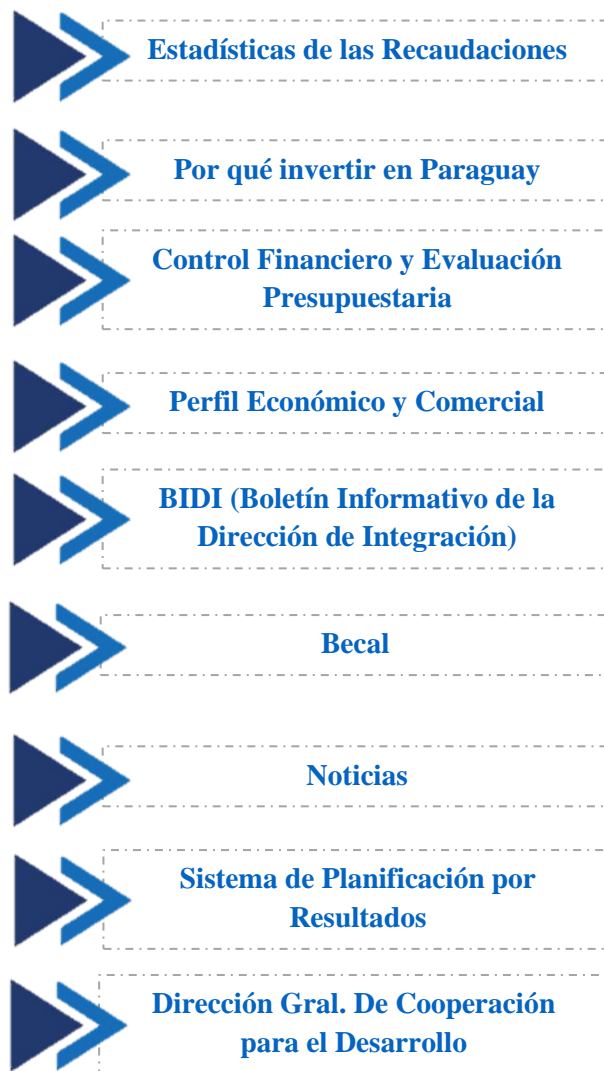 Estadísticas de las Recaudaciones
Por qué invertir en Paraguay
Control Financiero y Evaluación
Presupuestaria
Perfil Económico y Comercial
BIDI (Boletín Informativo de la
Dirección de Integración)
Becal
Noticias
Sistema de Planificación por
Resultados
Dirección Gral. De Cooperación
para el Desarrollo